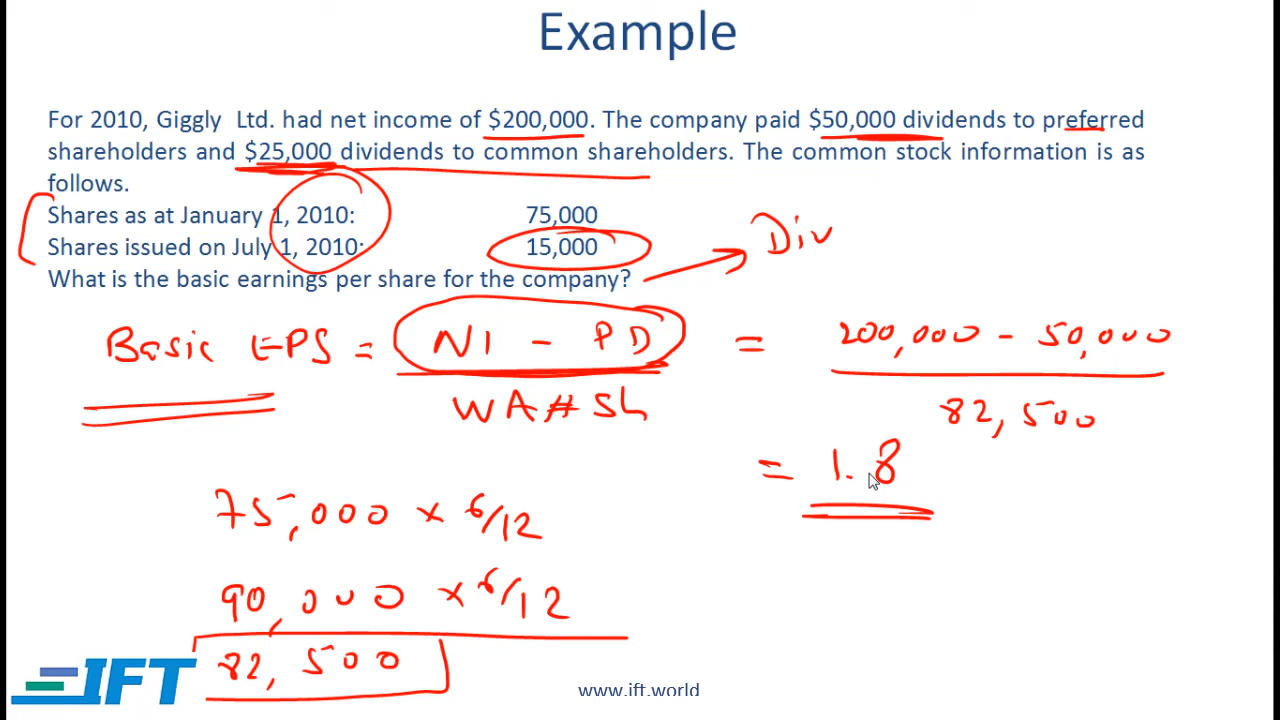 Example
For 2010, Giggly Ltd. had net income of $200,000. The company paid $50,000 dividends to preferred
shareholders and $25,000 dividends to common shareholders. The common stock information is as
follows.
Shares as at January 1, 2010: 75,000
Shares issued on July 1, 2010: 15,000
What is the basic earnings per share for the company?
Div
Basic EPS = NI - PD = 200,000 - 50,000
WA#Sh 82,500
= 1.8
75,000 x 6/12
90,000 x 6/12
82,500
IFT
www.ift.world